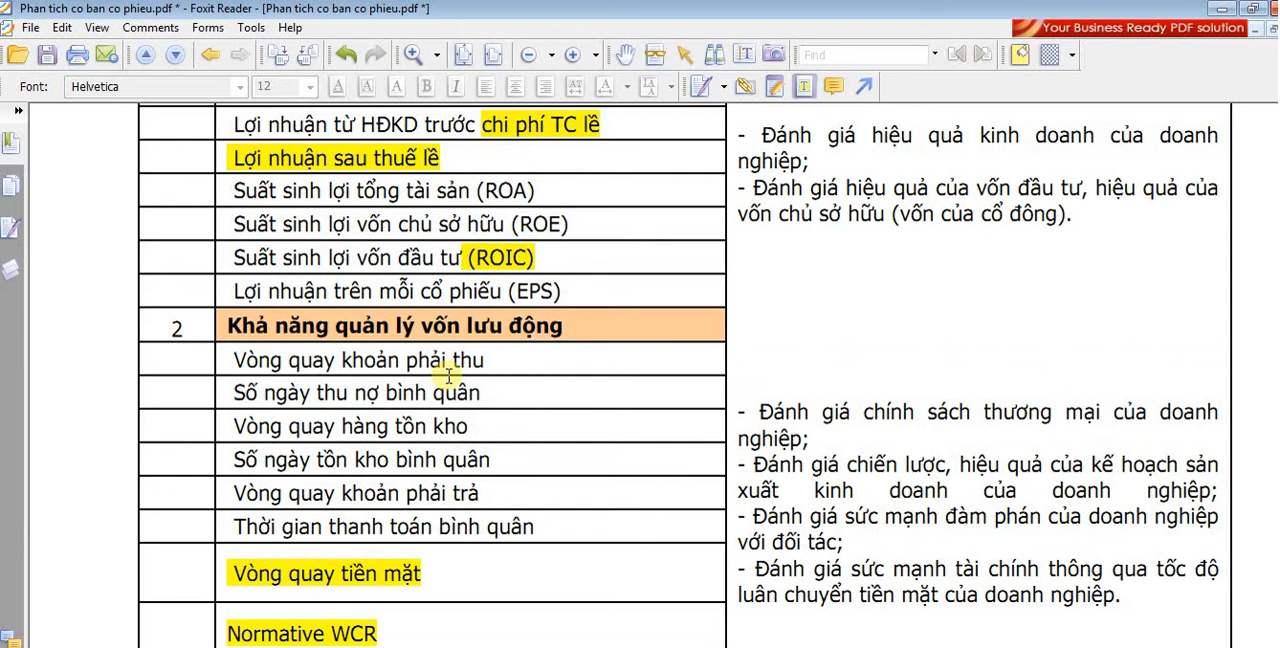 Phan tich co ban co phieu.pdf * - Foxit Reader - [Phan tich co ban co phieu.pdf *]
File Edit View Comments Forms Tools Help
Your Business Ready PDF solution
Find
Font: Helvetica 12
Lợi nhuận từ HĐKD trước chi phí TC lề
Lợi nhuận sau thuế lề
Suất sinh lợi tổng tài sản (ROA)
Suất sinh lợi vốn chủ sở hữu (ROE)
Suất sinh lợi vốn đầu tư (ROIC)
Lợi nhuận trên mỗi cổ phiếu (EPS)
- Đánh giá hiệu quả kinh doanh của doanh
nghiệp;
- Đánh giá hiệu quả của vốn đầu tư, hiệu quả của
vốn chủ sở hữu (vốn của cổ đông).
2 Khả năng quản lý vốn lưu động
Vòng quay khoản phải thu
Số ngày thu nợ bình quân
Vòng quay hàng tồn kho
Số ngày tồn kho bình quân
Vòng quay khoản phải trả
Thời gian thanh toán bình quân
Vòng quay tiền mặt
Normative WCR
- Đánh giá chính sách thương mại của doanh
nghiệp;
- Đánh giá chiến lược, hiệu quả của kế hoạch sản
xuất kinh doanh của doanh nghiệp;
- Đánh giá sức mạnh đàm phán của doanh nghiệp
với đối tác;
- Đánh giá sức mạnh tài chính thông qua tốc độ
luân chuyển tiền mặt của doanh nghiệp.